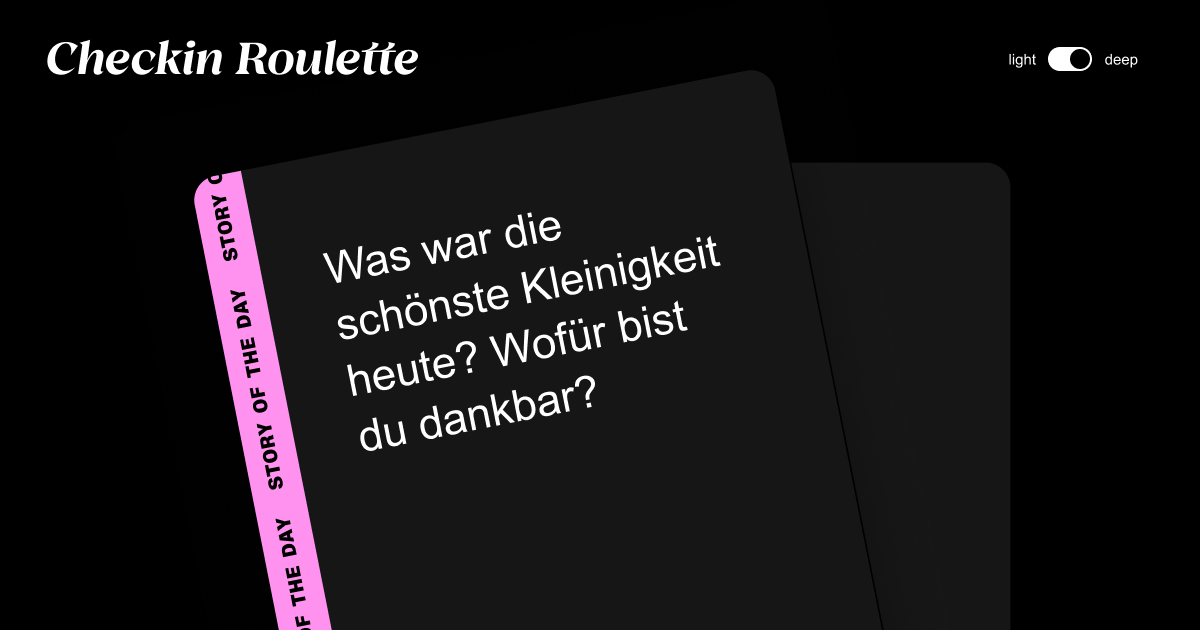 Checkin Roulette
light
deep
STORY OF THE DAY
STORY OF THE DAY
Was war die
schönste Kleinigkeit
heute? Wofür bist
du dankbar?